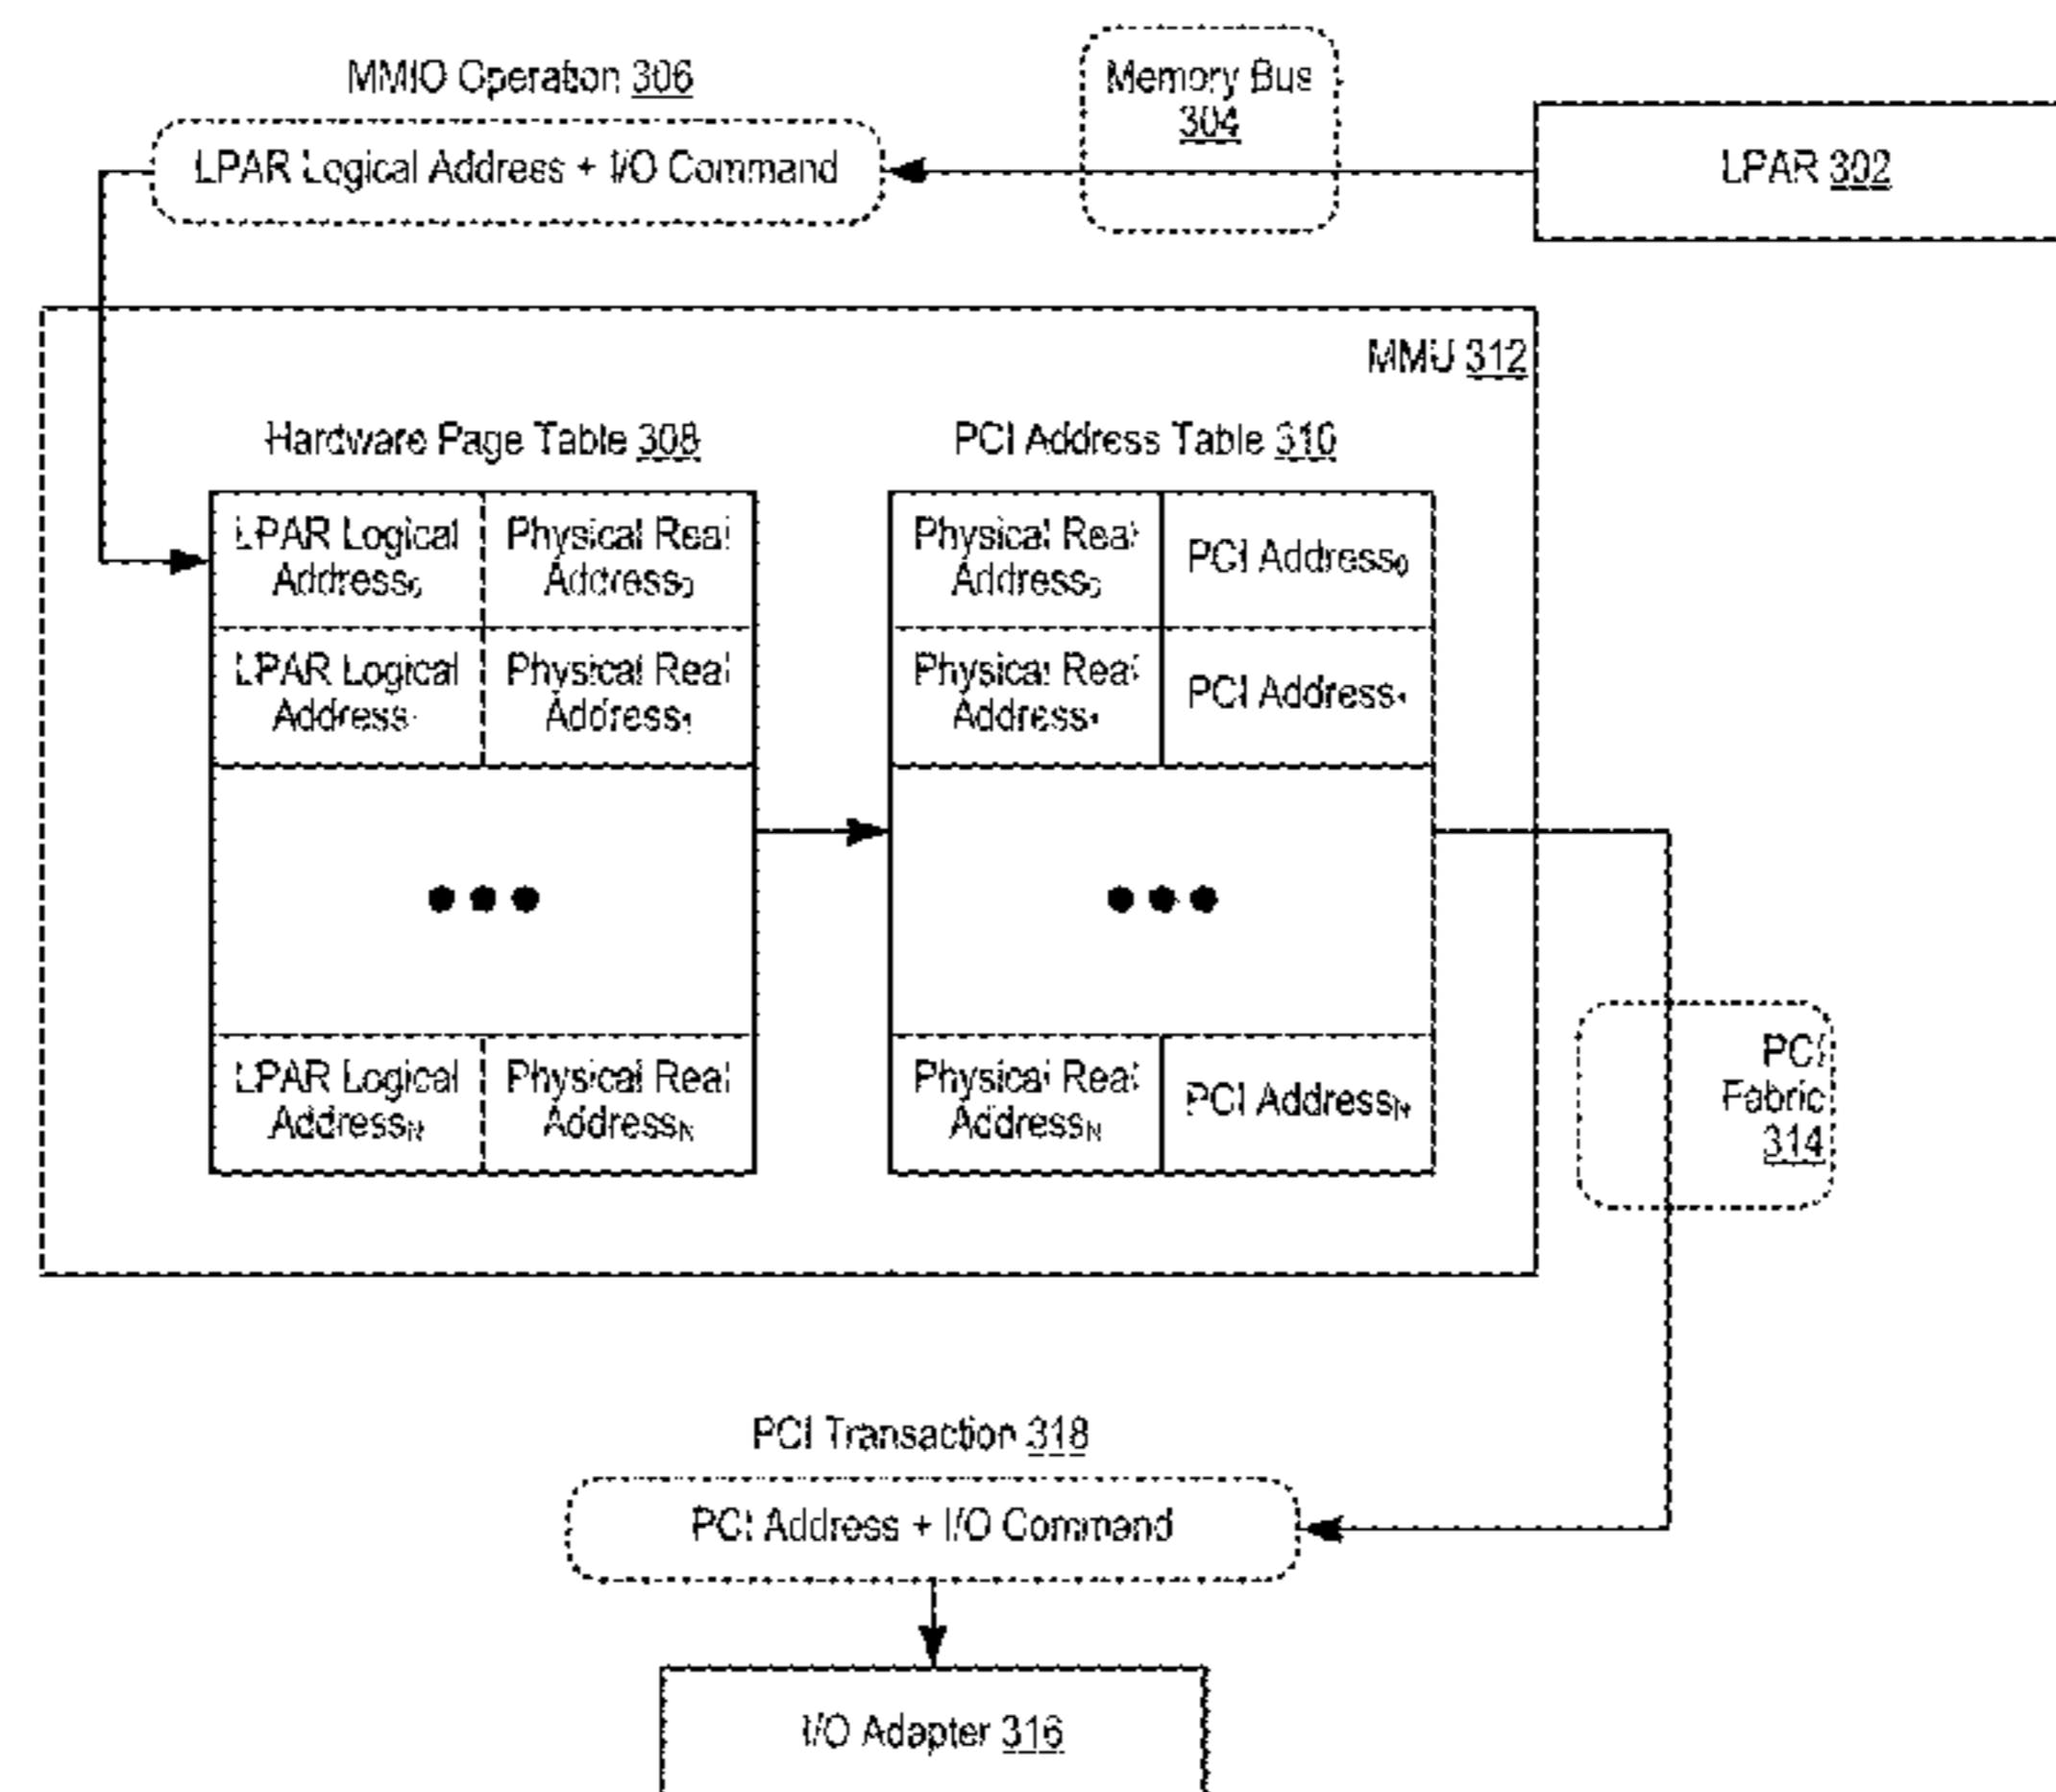 MMIO Operation 306
LPAR Logical Address + I/O Command
Memory Bus
304
LPAR 302
MMU 312
Hardware Page Table 308
LPAR Logical
Address0
Physical Real
Address0
LPAR Logical
Address1
Physical Real
Address1
LPAR Logical
AddressN
Physical Real
AddressN
PCI Address Table 310
Physical Real
Address0
PCI Address0
Physical Real
Address1
PCI Address1
Physical Real
AddressN
PCI AddressN
PCI
Fabric
314
PCI Transaction 318
PCI Address + I/O Command
I/O Adapter 316